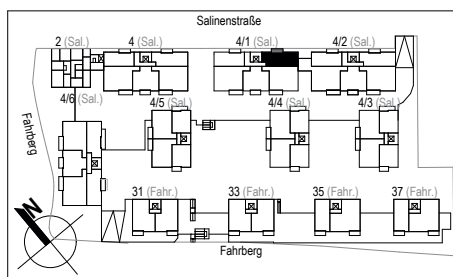 Salinenstraße
2 (Sal.) 4 (Sal.) 4/1 (Sal.) 4/2 (Sal.)
4/6 (Sal.) 4/5 (Sal.) 4/4 (Sal.) 4/3 (Sal.)
Fahrberg
31 (Fahr.) 33 (Fahr.) 35 (Fahr.) 37 (Fahr.)
N
Fahrberg